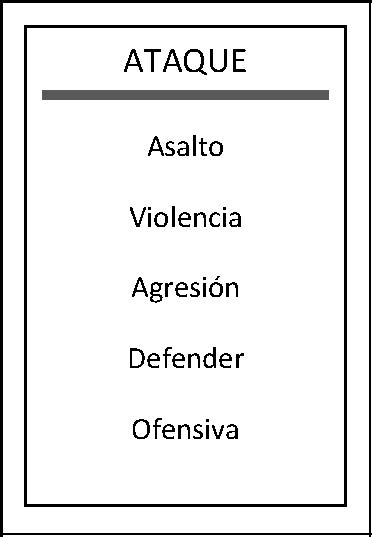 ATAQUE
Asalto
Violencia
Agresión
Defender
Ofensiva